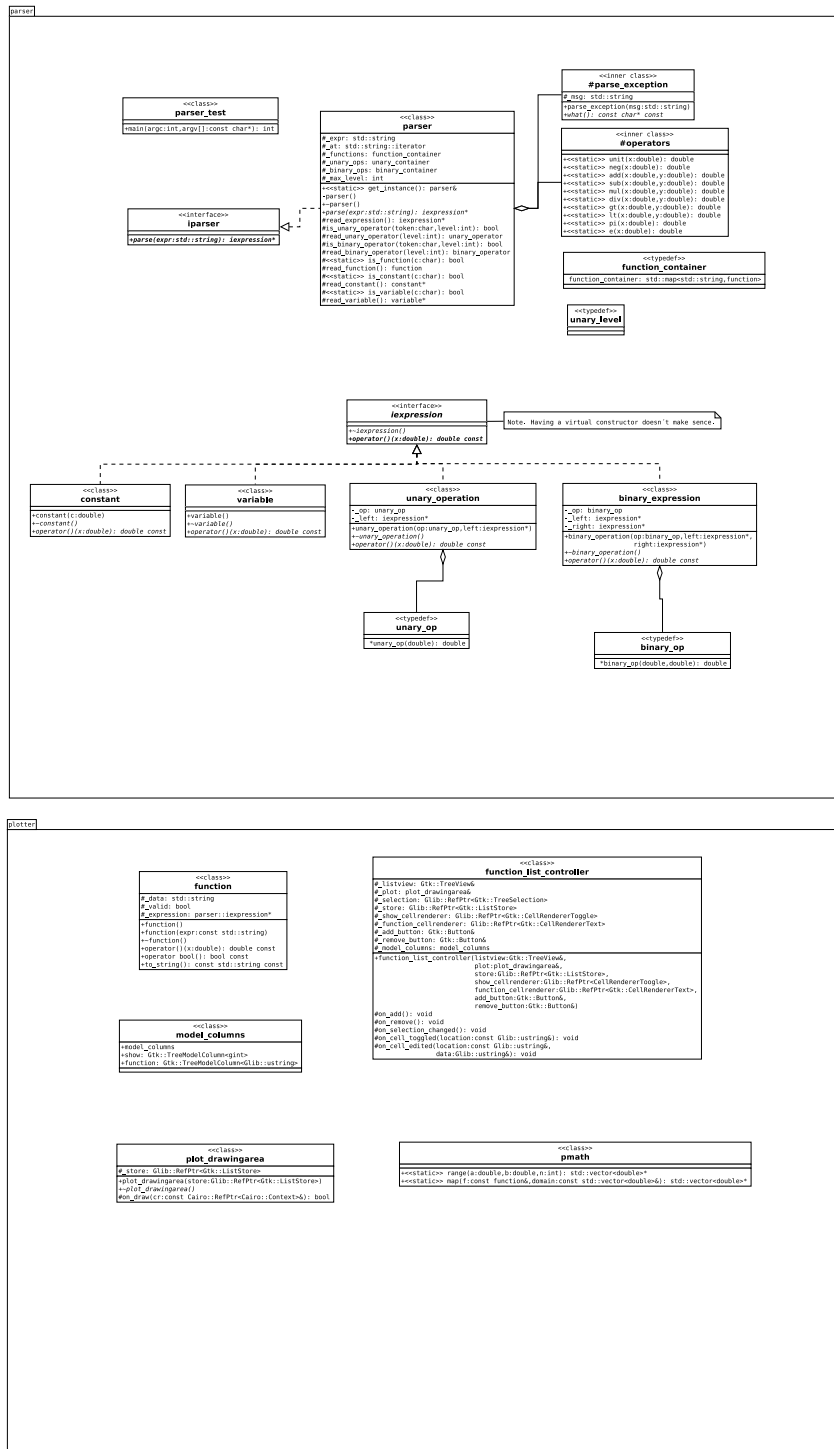 parser
<<class>>
parser_test
+main(argc:int,argv[]:const char*): int
<<interface>>
iparser
+parse(expr:std::string): iexpression*
<<class>>
parser
#_expr: std::string
#_at: std::string::iterator
#_functions: function_container
#_unary_ops: unary_container
#_binary_ops: binary_container
#_max_level: int
+<<static>> get_instance(): parser&
-parser()
+~parser()
+parse(expr:std::string): iexpression*
#read_expression(): iexpression*
#is_unary_operator(token:char,level:int): bool
#read_unary_operator(level:int): unary_operator
#is_binary_operator(token:char,level:int): bool
#read_binary_operator(level:int): binary_operator
#<<static>> is_function(c:char): bool
#read_function(): function
#<<static>> is_constant(c:char): bool
#read_constant(): constant*
#<<static>> is_variable(c:char): bool
#read_variable(): variable*
<<inner class>>
#parse_exception
#_msg: std::string
+parse_exception(msg:std::string)
+what(): const char* const
<<inner class>>
#operators
+<<static>> unit(x:double): double
+<<static>> neg(x:double): double
+<<static>> add(x:double,y:double): double
+<<static>> sub(x:double,y:double): double
+<<static>> mul(x:double,y:double): double
+<<static>> div(x:double,y:double): double
+<<static>> gt(x:double,y:double): double
+<<static>> lt(x:double,y:double): double
+<<static>> pi(x:double): double
+<<static>> e(x:double): double
<<typedef>>
function_container
function_container: std::map<std::string,function>
<<typedef>>
unary_level
<<interface>>
iexpression
+~iexpression()
+operator()(x:double): double const
Note. Having a virtual constructor doesn't make sence.
<<class>>
constant
+constant(c:double)
+~constant()
+operator()(x:double): double const
<<class>>
variable
+variable()
+~variable()
+operator()(x:double): double const
<<class>>
unary_operation
-_op: unary_op
-_left: iexpression*
+unary_operation(op:unary_op,left:iexpression*)
+~unary_operation()
+operator()(x:double): double const
<<class>>
binary_expression
-_op: binary_op
-_left: iexpression*
-_right: iexpression*
+binary_operation(op:binary_op,left:iexpression*,
right:iexpression*)
+~binary_operation()
+operator()(x:double): double const
<<typedef>>
unary_op
*unary_op(double): double
<<typedef>>
binary_op
*binary_op(double,double): double
plotter
<<class>>
function
#_data: std::string
#_valid: bool
#_expression: parser::iexpression*
+function()
+function(expr:const std::string)
+~function()
+operator()(x:double): double const
+operator bool(): bool const
+to_string(): const std::string const
<<class>>
function_list_controller
#_listview: Gtk::TreeView&
#_plot: plot_drawingarea&
#_selection: Glib::RefPtr<Gtk::TreeSelection>
#_store: Glib::RefPtr<Gtk::ListStore>
#_show_cellrenderer: Glib::RefPtr<Gtk::CellRendererToggle>
#_function_cellrenderer: Glib::RefPtr<Gtk::CellRendererText>
#_add_button: Gtk::Button&
#_remove_button: Gtk::Button&
#_model_columns: model_columns
+function_list_controller(listview:Gtk::TreeView&,
plot:plot_drawingarea&,
store:Glib::RefPtr<Gtk::ListStore>,
show_cellrenderer:Glib::RefPtr<CellRendererToogle>,
function_cellrenderer:Glib::RefPtr<Gtk::CellRendererText>,
add_button:Gtk::Button&,
remove_button:Gtk::Button&)
#on_add(): void
#on_remove(): void
#on_selection_changed(): void
#on_cell_toggled(location:const Glib::ustring&): void
#on_cell_edited(location:const Glib::ustring&,
data:Glib::ustring&): void
<<class>>
model_columns
+model_columns
+show: Gtk::TreeModelColumn<gint>
+function: Gtk::TreeModelColumn<Glib::ustring>
<<class>>
plot_drawingarea
#_store: Glib::RefPtr<Gtk::ListStore>
+plot_drawingarea(store:Glib::RefPtr<Gtk::ListStore>)
+~plot_drawingarea()
#on_draw(cr:const Cairo::RefPtr<Cairo::Context>&): bool
<<class>>
pmath
+<<static>> range(a:double,b:double,n:int): std::vector<double>*
+<<static>> map(f:const function&,domain:const std::vector<double>&): std::vector<double>*